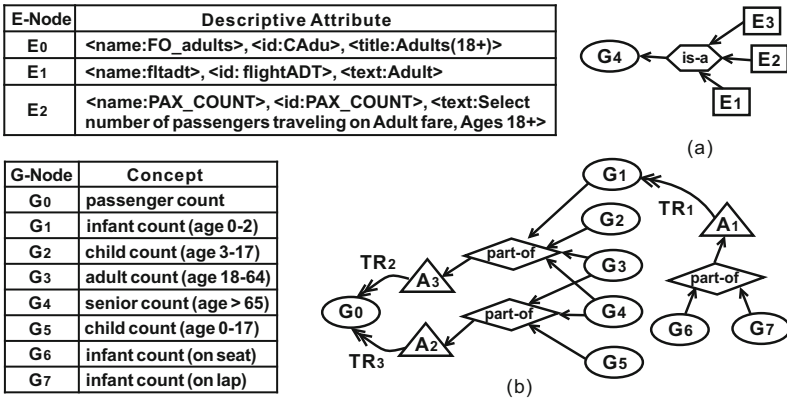 E-Node Descriptive Attribute
E0 <name:FO_adults>, <id:CAdu>, <title:Adults(18+)>
E1 <name:fltadt>, <id: flightADT>, <text:Adult>
E2 <name:PAX_COUNT>, <id:PAX_COUNT>, <text:Select
number of passengers traveling on Adult fare, Ages 18+>
E3
G4 is-a E2
E1
(a)
G-Node Concept
G0 passenger count
G1 infant count (age 0-2)
G2 child count (age 3-17)
G3 adult count (age 18-64)
G4 senior count (age > 65)
G5 child count (age 0-17)
G6 infant count (on seat)
G7 infant count (on lap)
G1
TR1 A1
G2
part-of
TR2 A3 G3 part-of
G0
G4 G6 G7
part-of
TR3 A2
G5
(b)